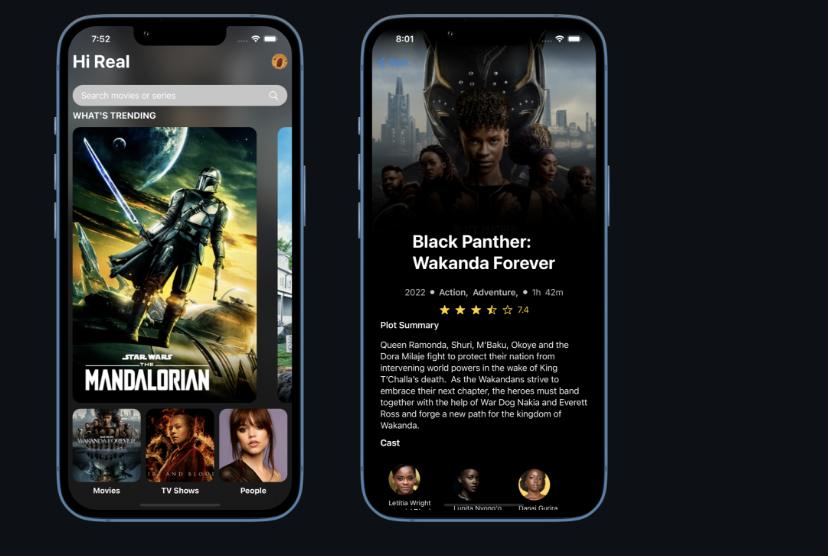 7:52
Hi Real
Search movies or series
WHAT'S TRENDING
STAR WARS
THE
MANDALORIAN
WAKANDA FOREVER
Movies
TV Shows
People
8:01
Black Panther:
Wakanda Forever
2022 • Action, Adventure, • 1h 42m
7.4
Plot Summary
Queen Ramonda, Shuri, M'Baku, Okoye and the
Dora Milaje fight to protect their nation from
intervening world powers in the wake of King
T'Challa's death. As the Wakandans strive to
embrace their next chapter, the heroes must band
together with the help of War Dog Nakia and Everett
Ross and forge a new path for the kingdom of
Wakanda.
Cast
Letitia Wright
Lupita Nyong'o
Danai Gurira